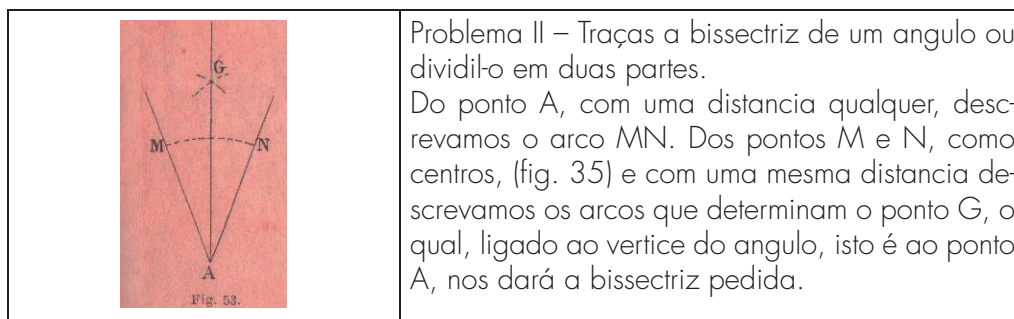 G
M
N
A
Fig. 53.
Problema II – Traças a bissectriz de um angulo ou
dividil-o em duas partes.
Do ponto A, com uma distancia qualquer, desc-
revamos o arco MN. Dos pontos M e N, como
centros, (fig. 35) e com uma mesma distancia de-
screvamos os arcos que determinam o ponto G, o
qual, ligado ao vertice do angulo, isto é ao ponto
A, nos dará a bissectriz pedida.